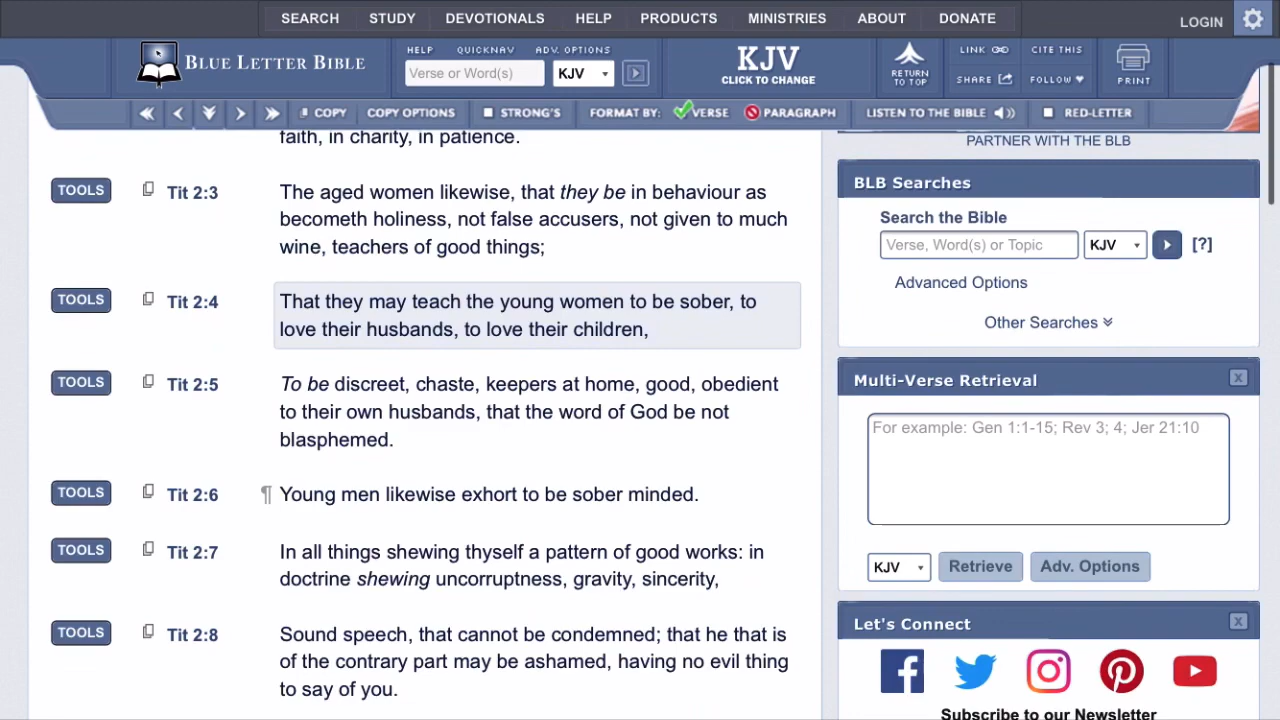 SEARCH STUDY DEVOTIONALS HELP PRODUCTS MINISTRIES ABOUT DONATE LOGIN
BLUE LETTER BIBLE
HELP QUICKNAV ADV. OPTIONS
Verse or Word(s) KJV
KJV
CLICK TO CHANGE
RETURN
TO TOP
LINK CITE THIS
SHARE FOLLOW
PRINT
COPY COPY OPTIONS STRONG'S FORMAT BY: VERSE PARAGRAPH LISTEN TO THE BIBLE RED-LETTER
faith, in charity, in patience.
TOOLS Tit 2:3 The aged women likewise, that they be in behaviour as
becometh holiness, not false accusers, not given to much
wine, teachers of good things;
TOOLS Tit 2:4 That they may teach the young women to be sober, to
love their husbands, to love their children,
TOOLS Tit 2:5 To be discreet, chaste, keepers at home, good, obedient
to their own husbands, that the word of God be not
blasphemed.
TOOLS Tit 2:6 ¶ Young men likewise exhort to be sober minded.
TOOLS Tit 2:7 In all things shewing thyself a pattern of good works: in
doctrine shewing uncorruptness, gravity, sincerity,
TOOLS Tit 2:8 Sound speech, that cannot be condemned; that he that is
of the contrary part may be ashamed, having no evil thing
to say of you.
PARTNER WITH THE BLB
BLB Searches
Search the Bible
Verse, Word(s) or Topic KJV [?]
Advanced Options
Other Searches
Multi-Verse Retrieval X
For example: Gen 1:1-15; Rev 3; 4; Jer 21:10
KJV Retrieve Adv. Options
Let's Connect X
Subscribe to our Newsletter